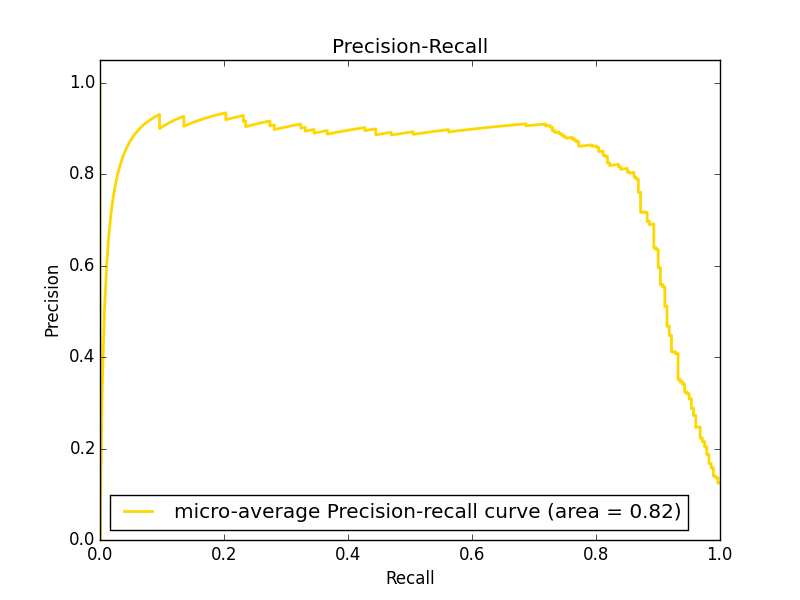 Precision-Recall
1.0
0.8
0.6
0.4
0.2
0.0
Precision
micro-average Precision-recall curve (area = 0.82)
0.0 0.2 0.4 0.6 0.8 1.0
Recall